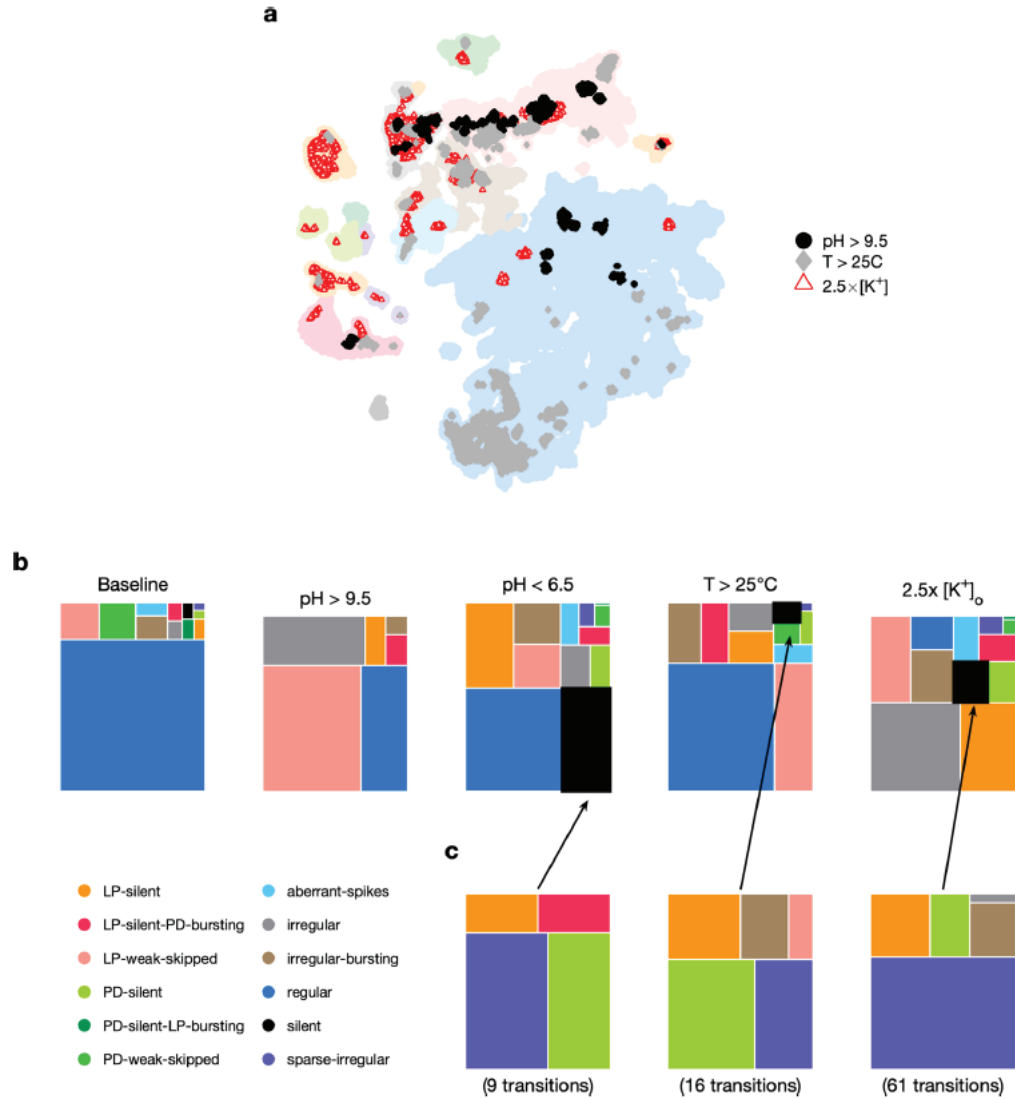 a
pH > 9.5
T > 25C
2.5×[K+]
b
Baseline
pH > 9.5
pH < 6.5
T > 25°C
2.5x [K+]o
c
LP-silent
LP-silent-PD-bursting
LP-weak-skipped
PD-silent
PD-silent-LP-bursting
PD-weak-skipped
aberrant-spikes
irregular
irregular-bursting
regular
silent
sparse-irregular
(9 transitions)
(16 transitions)
(61 transitions)